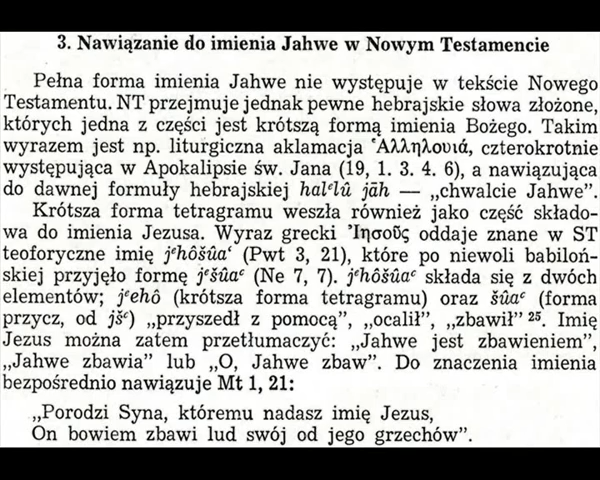 3. Nawiązanie do imienia Jahwe w Nowym Testamencie
Pełna forma imienia Jahwe nie występuje w tekście Nowego
Testamentu. NT przejmuje jednak pewne hebrajskie słowa złożone,
których jedna z części jest krótszą formą imienia Bożego. Takim
wyrazem jest np. liturgiczna aklamacja ʽΑλληλουιά, czterokrotnie
występująca w Apokalipsie św. Jana (19, 1. 3. 4. 6), a nawiązująca
do dawnej formuły hebrajskiej halᵉlû jāh — „chwalcie Jahwe”.
Krótsza forma tetragramu weszła również jako część składo-
wa do imienia Jezusa. Wyraz grecki ʼΙησοῦς oddaje znane w ST
teoforyczne imię jᵉhôšûaʿ (Pwt 3, 21), które po niewoli babiloń-
skiej przyjęło formę jᵉšûaᶜ (Ne 7, 7). jᵉhôšûaᶜ składa się z dwóch
elementów; jᵉehô (krótsza forma tetragramu) oraz šûaᶜ (forma
przycz, od jšᶜ) „przyszedł z pomocą”, „ocalił”, „zbawił” ²⁵. Imię
Jezus można zatem przetłumaczyć: „Jahwe jest zbawieniem”,
„Jahwe zbawia” lub „O, Jahwe zbaw”. Do znaczenia imienia
bezpośrednio nawiązuje Mt 1, 21:
„Porodzi Syna, któremu nadasz imię Jezus,
On bowiem zbawi lud swój od jego grzechów”.